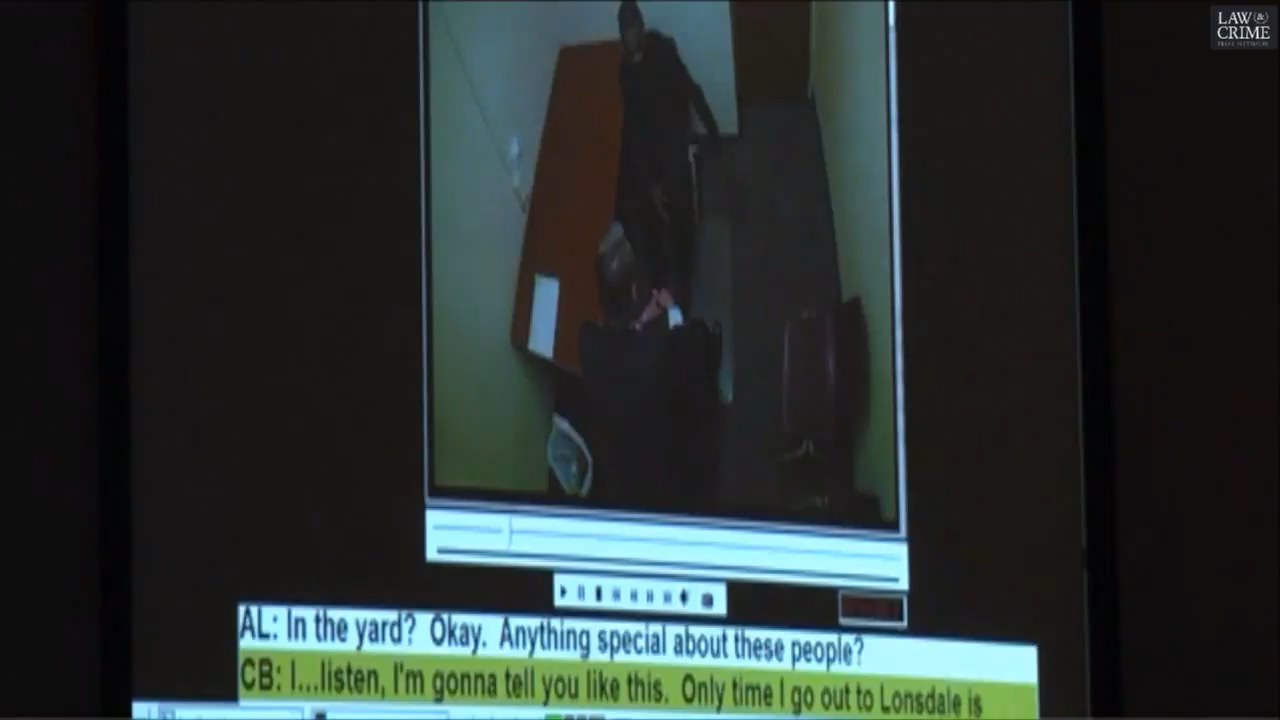 LAW &
CRIME
AL: In the yard? Okay. Anything special about these people?
CB: I...listen, I'm gonna tell you like this. Only time I go out to Lonsdale is